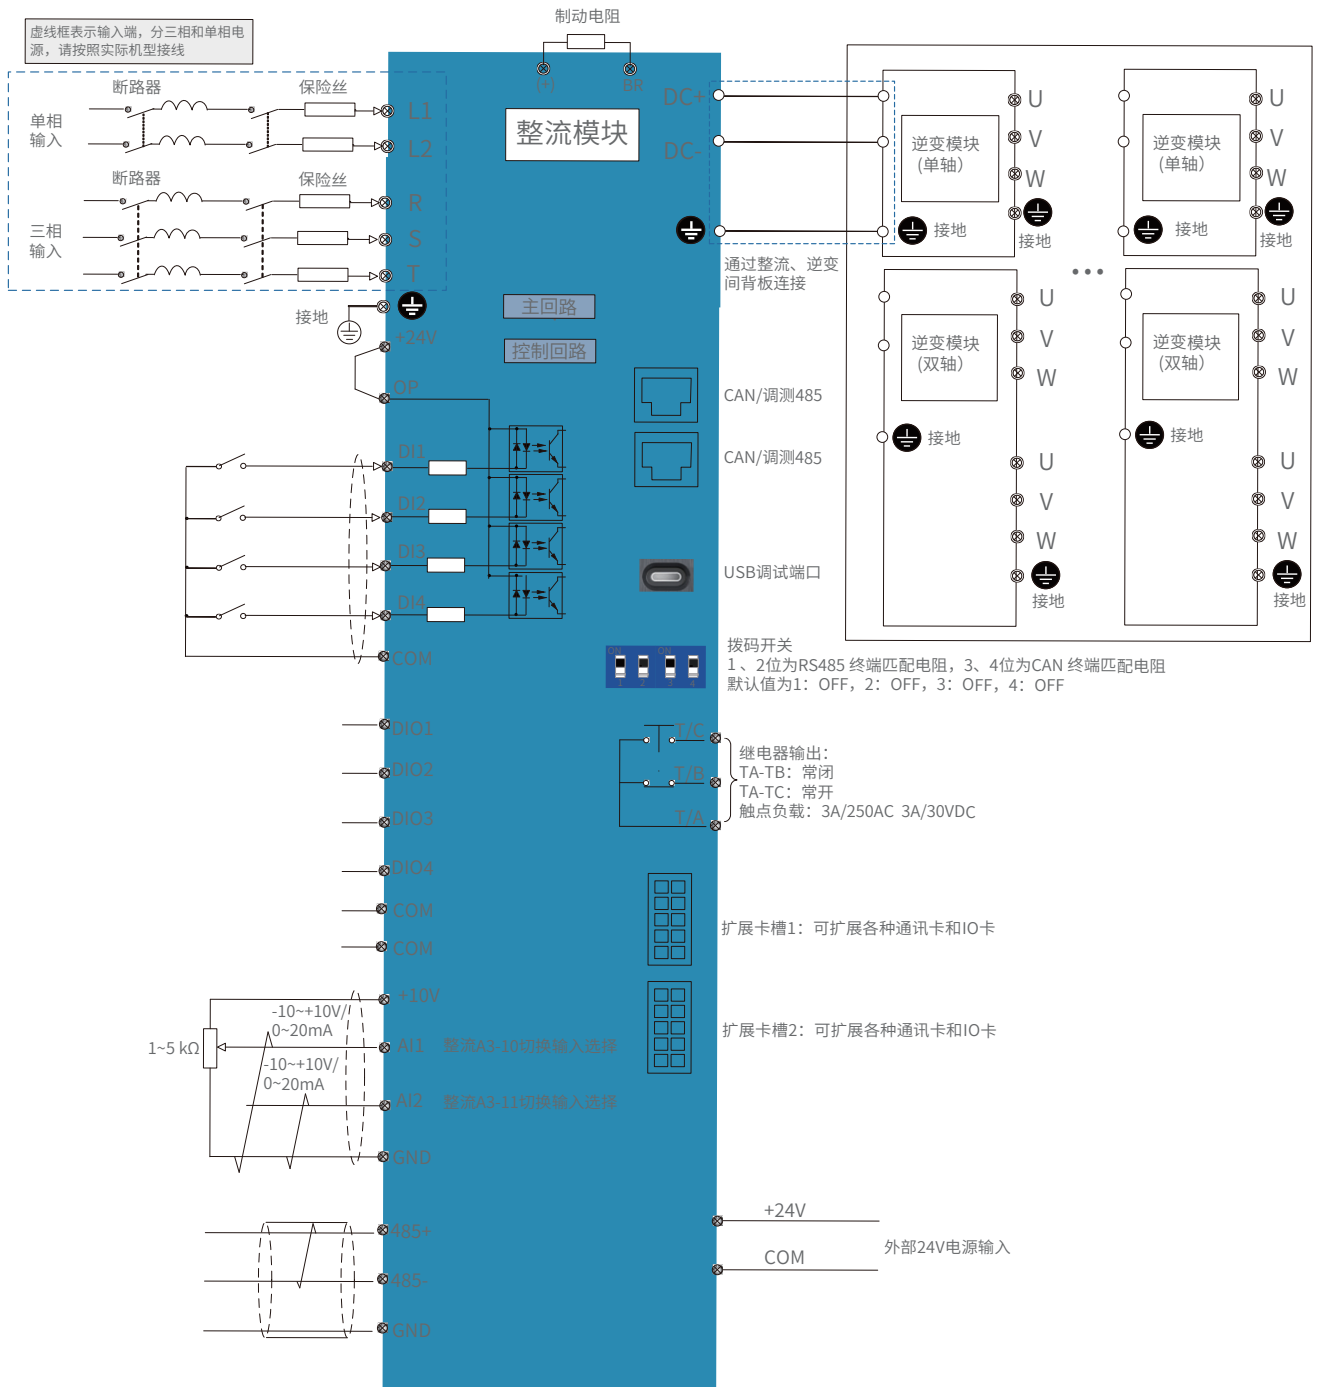 制动电阻
虚线框表示输入端，分三相和单相电
源，请按照实际机型接线
断路器
保险丝
单相
输入
断路器
保险丝
三相
输入
接地
(+)
BR
L1
L2
R
S
T
整流模块
DC+
DC-
主回路
控制回路
通过整流、逆变
间背板连接
逆变模块
(单轴）
U
V
W
接地
接地
逆变模块
(单轴）
U
V
W
接地
接地
•••
逆变模块
(双轴）
U
V
W
接地
U
V
W
接地
逆变模块
(双轴）
U
V
W
接地
U
V
W
接地
+24V
OP
DI1
DI2
DI3
DI4
COM
CAN/调测485
CAN/调测485
USB调试端口
ON
ON
1
2
3
4
拨码开关
1 、2位为RS485 终端匹配电阻，3、4位为CAN 终端匹配电阻
默认值为1：OFF，2：OFF，3：OFF，4：OFF
DIO1
DIO2
DIO3
DIO4
COM
COM
T/C
T/B
T/A
继电器输出：
TA-TB：常闭
TA-TC：常开
触点负载：3A/250AC 3A/30VDC
扩展卡槽1：可扩展各种通讯卡和IO卡
扩展卡槽2：可扩展各种通讯卡和IO卡
+10V
-10~+10V/
0~20mA
1~5 kΩ
AI1
整流A3-10切换输入选择
-10~+10V/
0~20mA
AI2
整流A3-11切换输入选择
GND
485+
485-
GND
+24V
COM
外部24V电源输入